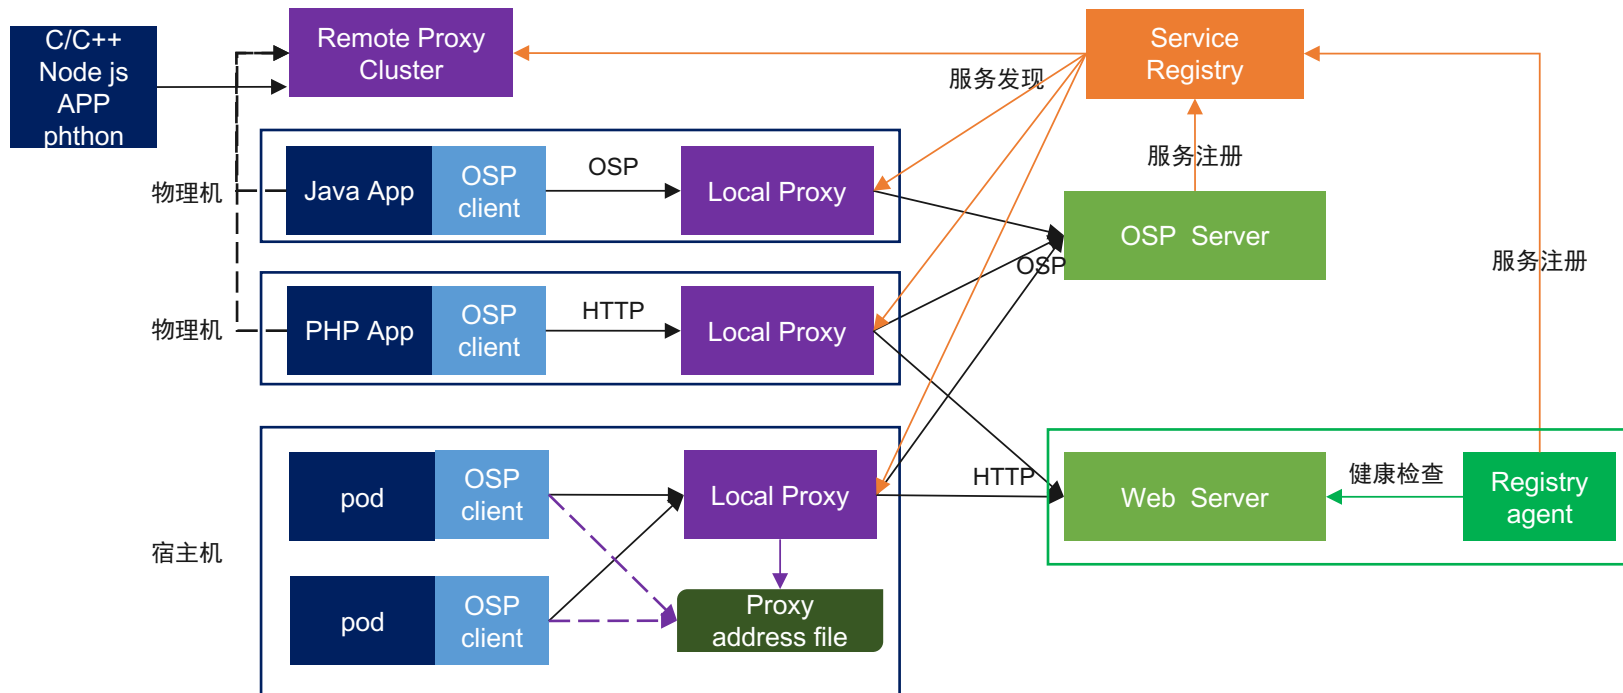 C/C++
Node js
APP
phthon
Remote Proxy
Cluster
Service
Registry
服务发现
服务注册
物理机
Java App
OSP
client
OSP
Local Proxy
OSP Server
服务注册
物理机
PHP App
OSP
client
HTTP
Local Proxy
OSP
宿主机
pod
OSP
client
Local Proxy
HTTP
Web Server
健康检查
Registry
agent
pod
OSP
client
Proxy
address file